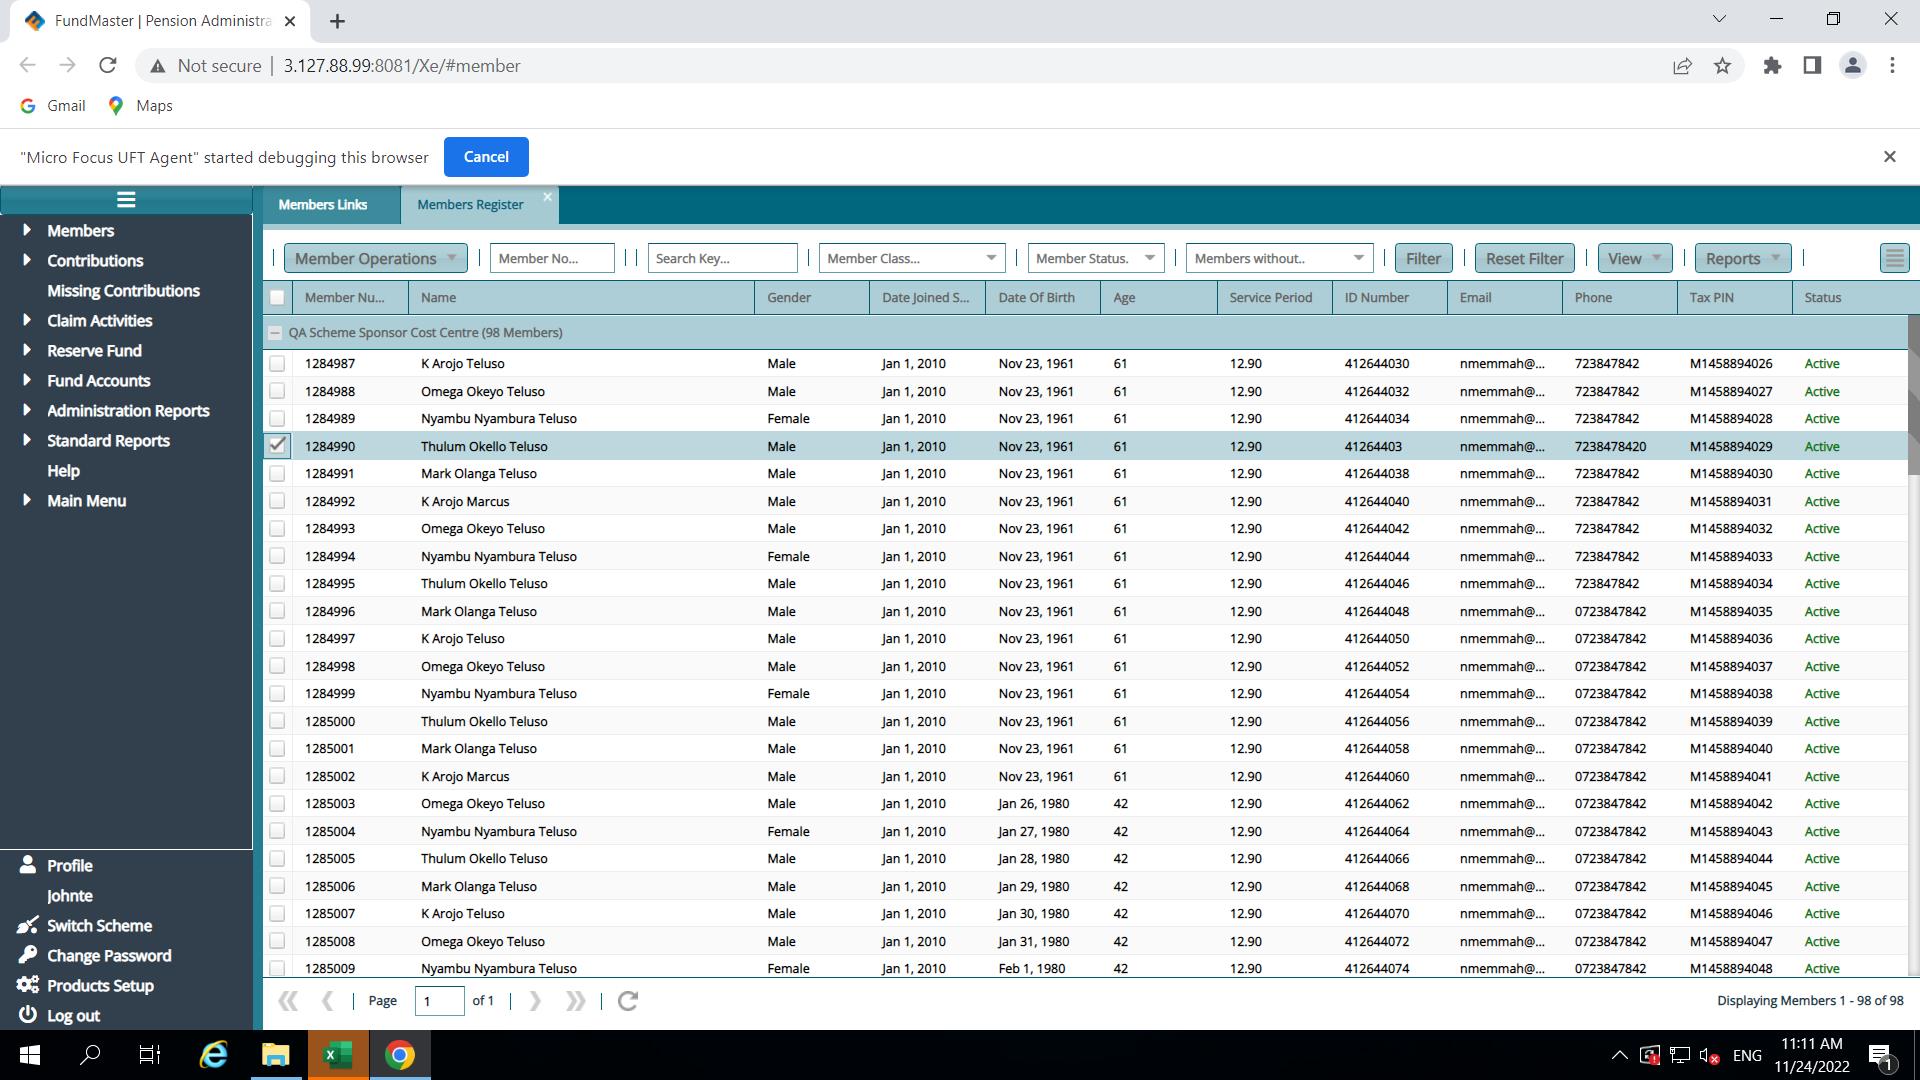 FundMaster | Pension Administra
Not secure | 3.127.88.99:8081/Xe/#member
Gmail Maps
"Micro Focus UFT Agent" started debugging this browser Cancel
Members Links Members Register
Members
Contributions
Missing Contributions
Claim Activities
Reserve Fund
Fund Accounts
Administration Reports
Standard Reports
Help
Main Menu
Profile
Johnte
Switch Scheme
Change Password
Products Setup
Log out
Member Operations Member No... Search Key... Member Class... Member Status. Members without.. Filter Reset Filter View Reports
Member Nu... Name Gender Date Joined S... Date Of Birth Age Service Period ID Number Email Phone Tax PIN Status
QA Scheme Sponsor Cost Centre (98 Members)
1284987 K Arojo Teluso Male Jan 1, 2010 Nov 23, 1961 61 12.90 412644030 nmemmah@... 723847842 M1458894026 Active
1284988 Omega Okeyo Teluso Male Jan 1, 2010 Nov 23, 1961 61 12.90 412644032 nmemmah@... 723847842 M1458894027 Active
1284989 Nyambu Nyambura Teluso Female Jan 1, 2010 Nov 23, 1961 61 12.90 412644034 nmemmah@... 723847842 M1458894028 Active
1284990 Thulum Okello Teluso Male Jan 1, 2010 Nov 23, 1961 61 12.90 41264403 nmemmah@... 7238478420 M1458894029 Active
1284991 Mark Olanga Teluso Male Jan 1, 2010 Nov 23, 1961 61 12.90 412644038 nmemmah@... 723847842 M1458894030 Active
1284992 K Arojo Marcus Male Jan 1, 2010 Nov 23, 1961 61 12.90 412644040 nmemmah@... 723847842 M1458894031 Active
1284993 Omega Okeyo Teluso Male Jan 1, 2010 Nov 23, 1961 61 12.90 412644042 nmemmah@... 723847842 M1458894032 Active
1284994 Nyambu Nyambura Teluso Female Jan 1, 2010 Nov 23, 1961 61 12.90 412644044 nmemmah@... 723847842 M1458894033 Active
1284995 Thulum Okello Teluso Male Jan 1, 2010 Nov 23, 1961 61 12.90 412644046 nmemmah@... 723847842 M1458894034 Active
1284996 Mark Olanga Teluso Male Jan 1, 2010 Nov 23, 1961 61 12.90 412644048 nmemmah@... 0723847842 M1458894035 Active
1284997 K Arojo Teluso Male Jan 1, 2010 Nov 23, 1961 61 12.90 412644050 nmemmah@... 0723847842 M1458894036 Active
1284998 Omega Okeyo Teluso Male Jan 1, 2010 Nov 23, 1961 61 12.90 412644052 nmemmah@... 0723847842 M1458894037 Active
1284999 Nyambu Nyambura Teluso Female Jan 1, 2010 Nov 23, 1961 61 12.90 412644054 nmemmah@... 0723847842 M1458894038 Active
1285000 Thulum Okello Teluso Male Jan 1, 2010 Nov 23, 1961 61 12.90 412644056 nmemmah@... 0723847842 M1458894039 Active
1285001 Mark Olanga Teluso Male Jan 1, 2010 Nov 23, 1961 61 12.90 412644058 nmemmah@... 0723847842 M1458894040 Active
1285002 K Arojo Marcus Male Jan 1, 2010 Nov 23, 1961 61 12.90 412644060 nmemmah@... 0723847842 M1458894041 Active
1285003 Omega Okeyo Teluso Male Jan 1, 2010 Jan 26, 1980 42 12.90 412644062 nmemmah@... 0723847842 M1458894042 Active
1285004 Nyambu Nyambura Teluso Female Jan 1, 2010 Jan 27, 1980 42 12.90 412644064 nmemmah@... 0723847842 M1458894043 Active
1285005 Thulum Okello Teluso Male Jan 1, 2010 Jan 28, 1980 42 12.90 412644066 nmemmah@... 0723847842 M1458894044 Active
1285006 Mark Olanga Teluso Male Jan 1, 2010 Jan 29, 1980 42 12.90 412644068 nmemmah@... 0723847842 M1458894045 Active
1285007 K Arojo Teluso Male Jan 1, 2010 Jan 30, 1980 42 12.90 412644070 nmemmah@... 0723847842 M1458894046 Active
1285008 Omega Okeyo Teluso Male Jan 1, 2010 Jan 31, 1980 42 12.90 412644072 nmemmah@... 0723847842 M1458894047 Active
1285009 Nyambu Nyambura Teluso Female Jan 1, 2010 Feb 1, 1980 42 12.90 412644074 nmemmah@... 0723847842 M1458894048 Active
Page 1 of 1 Displaying Members 1 - 98 of 98
ENG 11:11 AM
11/24/2022 1